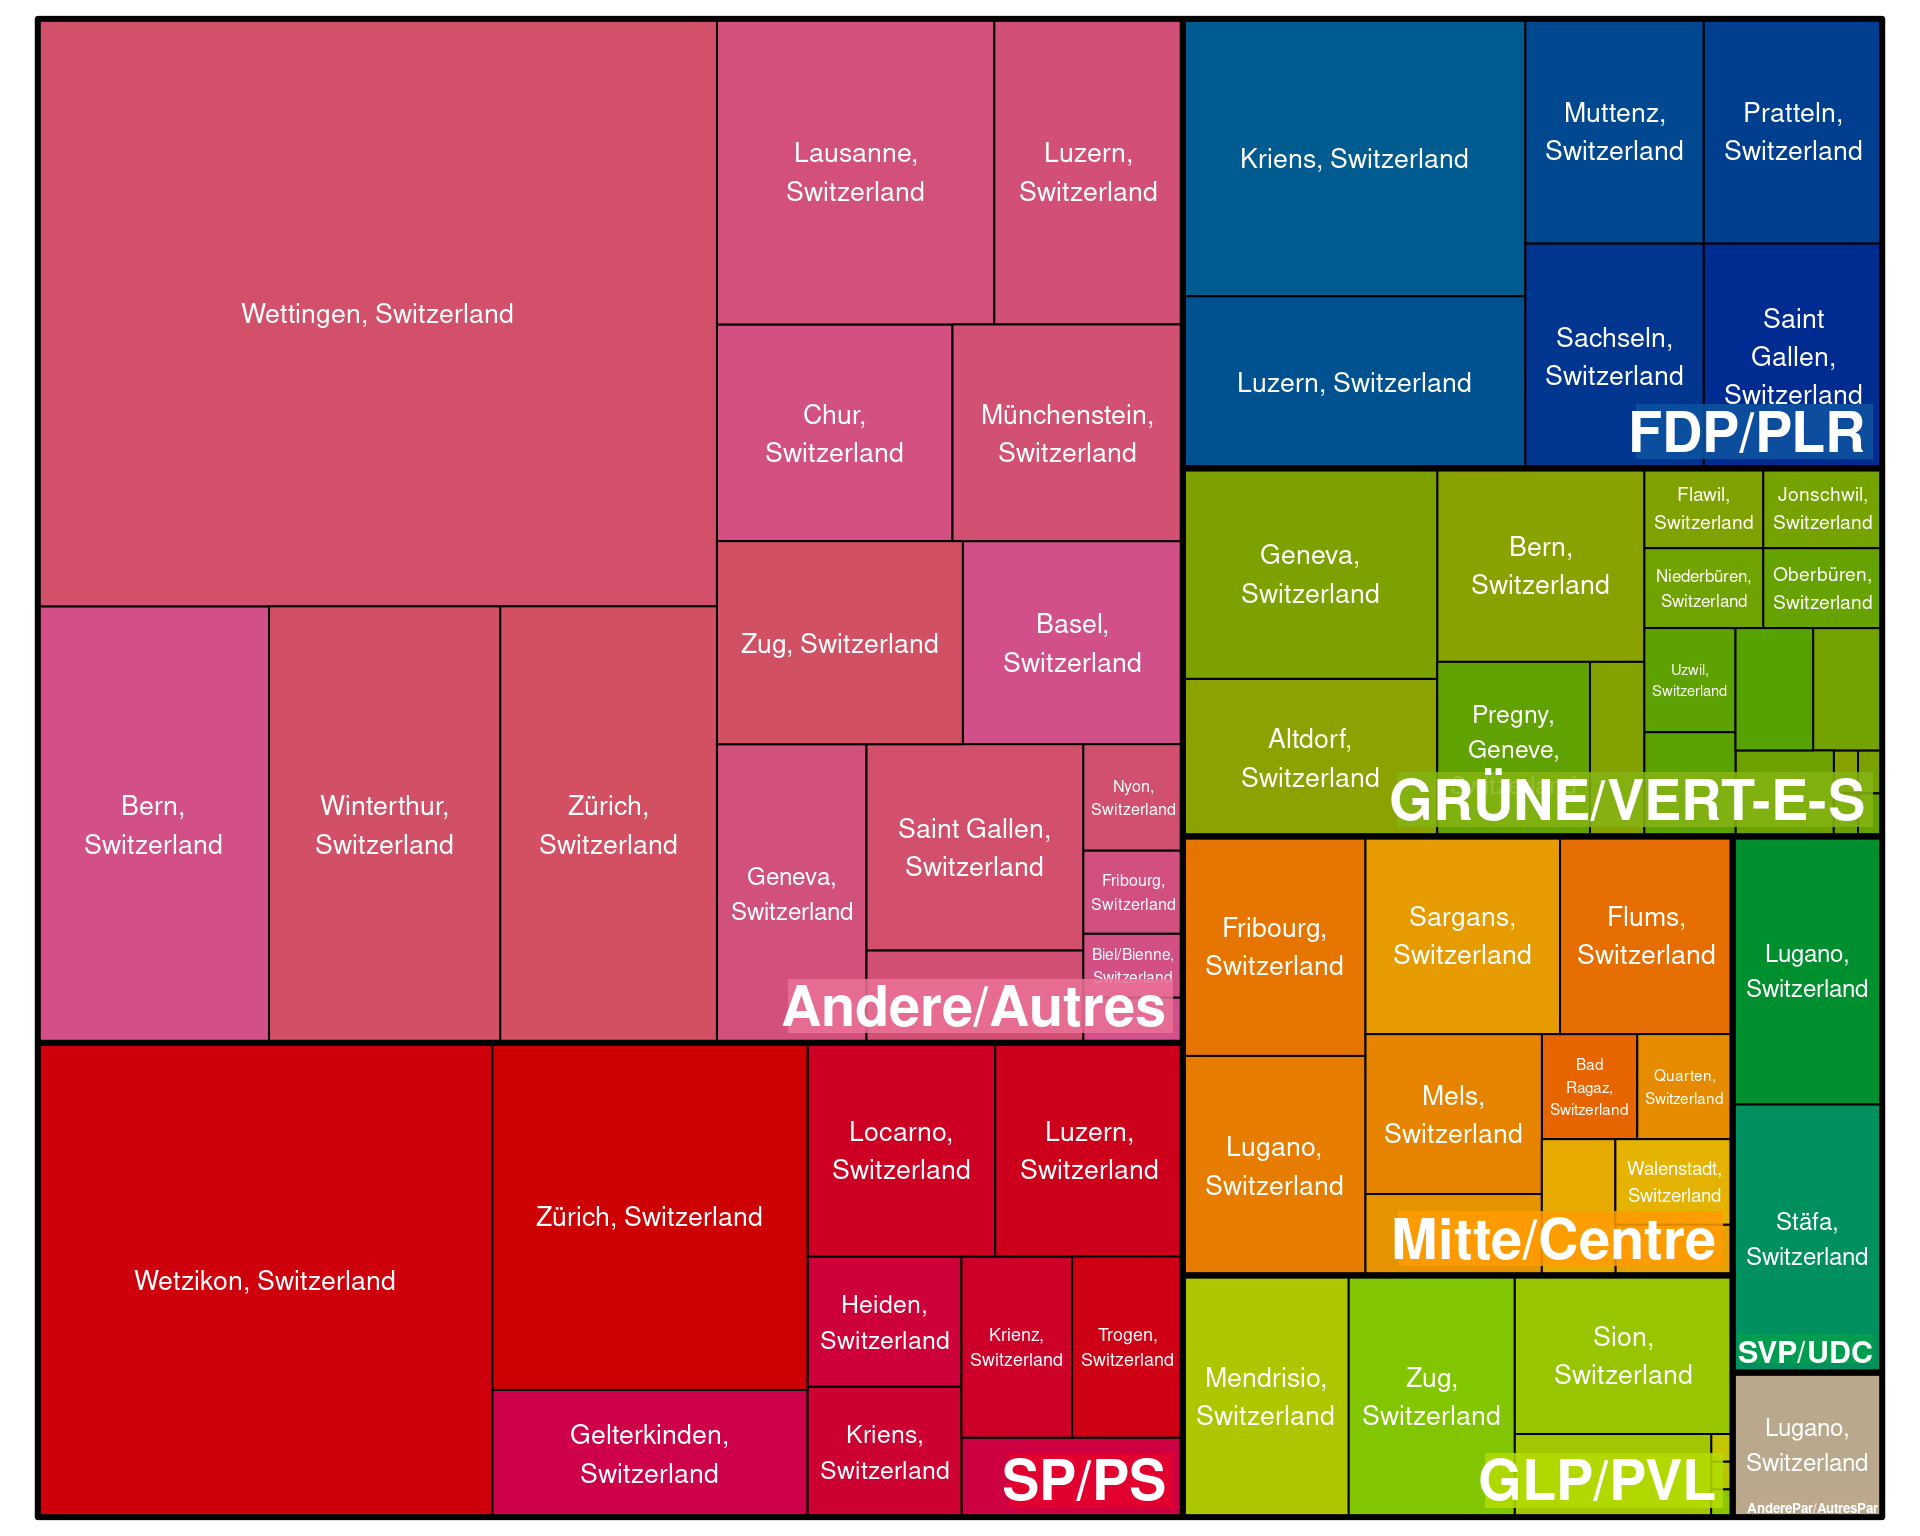 Wettingen, Switzerland
Lausanne,
Switzerland
Luzern,
Switzerland
Chur,
Switzerland
Münchenstein,
Switzerland
Zug, Switzerland
Basel,
Switzerland
Bern,
Switzerland
Winterthur,
Switzerland
Zürich,
Switzerland
Geneva,
Switzerland
Saint Gallen,
Switzerland
Nyon,
Switzerland
Fribourg,
Switzerland
Biel/Bienne,
Switzerland
Andere/Autres
Wetzikon, Switzerland
Zürich, Switzerland
Gelterkinden,
Switzerland
Locarno,
Switzerland
Luzern,
Switzerland
Heiden,
Switzerland
Krienz,
Switzerland
Trogen,
Switzerland
Kriens,
Switzerland
SP/PS
Kriens, Switzerland
Luzern, Switzerland
Muttenz,
Switzerland
Pratteln,
Switzerland
Sachseln,
Switzerland
Saint
Gallen,
Switzerland
FDP/PLR
Geneva,
Switzerland
Altdorf,
Switzerland
Bern,
Switzerland
Pregny,
Geneve,
Switzerland
Flawil,
Switzerland
Jonschwil,
Switzerland
Niederbüren,
Switzerland
Oberbüren,
Switzerland
Uzwil,
Switzerland
GRÜNE/VERT-E-S
Fribourg,
Switzerland
Lugano,
Switzerland
Sargans,
Switzerland
Flums,
Switzerland
Mels,
Switzerland
Bad
Ragaz,
Switzerland
Quarten,
Switzerland
Walenstadt,
Switzerland
Mitte/Centre
Lugano,
Switzerland
Stäfa,
Switzerland
SVP/UDC
Mendrisio,
Switzerland
Zug,
Switzerland
Sion,
Switzerland
GLP/PVL
Lugano,
Switzerland
AnderePar/AutresPar